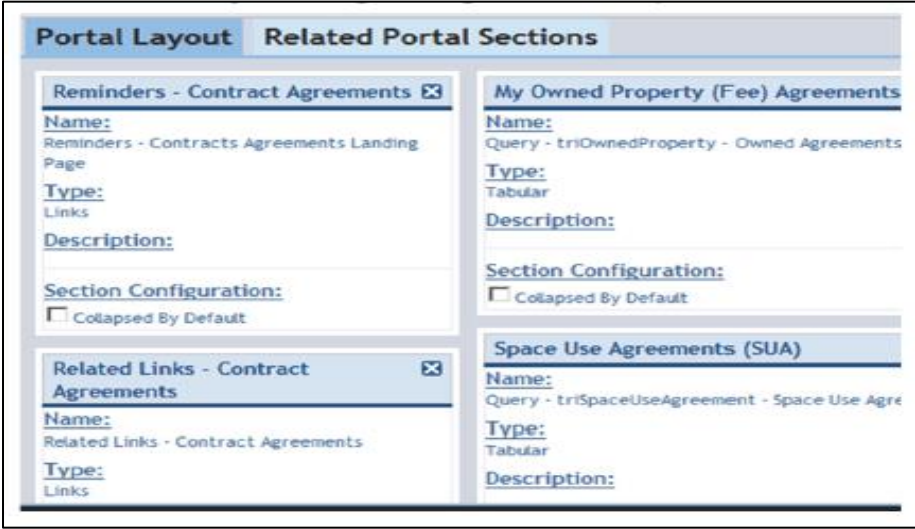 Portal Layout Related Portal Sections
Reminders - Contract Agreements
Name:
Reminders - Contracts Agreements Landing
Page
Type:
Links
Description:
Section Configuration:
Collapsed By Default
Related Links - Contract
Agreements
Name:
Related Links - Contract Agreements
Type:
Links
My Owned Property (Fee) Agreements
Name:
Query - triOwnedProperty - Owned Agreements
Type:
Tabular
Description:
Section Configuration:
Collapsed By Default
Space Use Agreements (SUA)
Name:
Query - triSpaceUseAgreement - Space Use Agre
Type:
Tabular
Description: